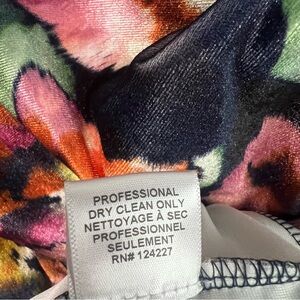 PROFESSIONAL
DRY CLEAN ONLY
NETTOYAGE À SEC
PROFESSIONNEL
SEULEMENT
RN# 124227